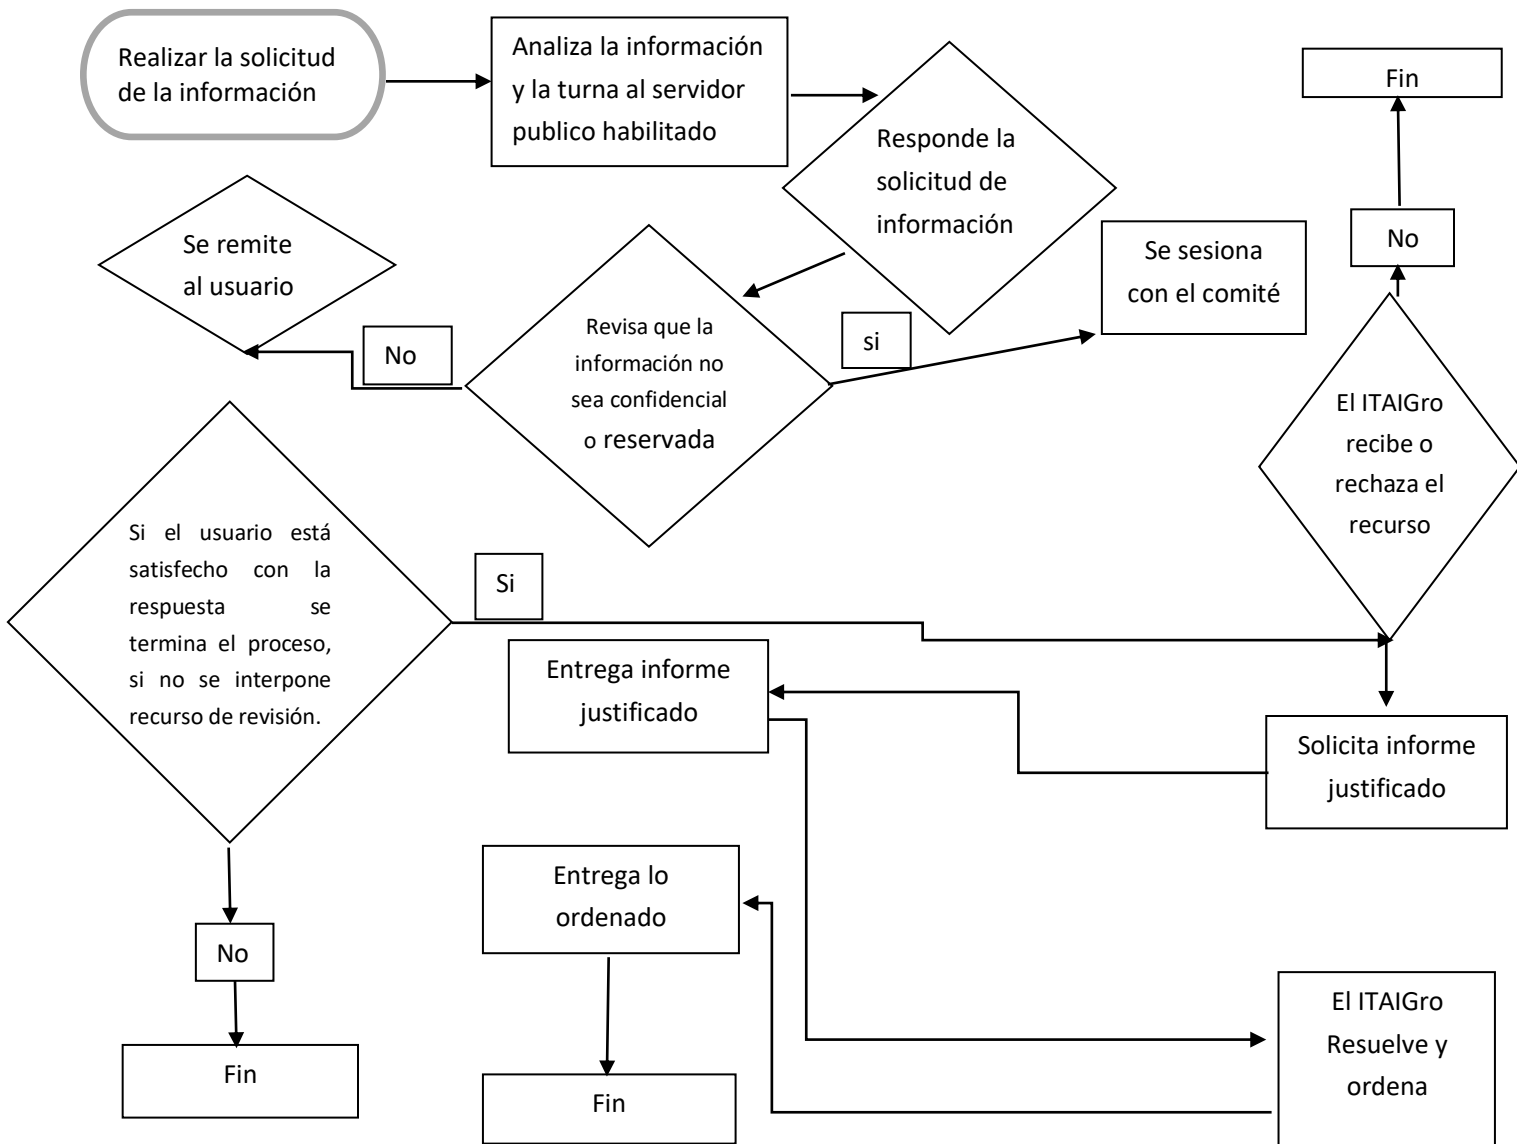 Realizar la solicitud
de la información
Analiza la información
y la turna al servidor
publico habilitado
Responde la
solicitud de
información
Fin
No
Se remite
al usuario
No
Revisa que la
información no
sea confidencial
o reservada
si
Se sesiona
con el comité
El ITAIGro
recibe o
rechaza el
recurso
Si el usuario está
satisfecho con la
respuesta se
termina el proceso,
si no se interpone
recurso de revisión.
Si
Entrega informe
justificado
Solicita informe
justificado
Entrega lo
ordenado
No
Fin
Fin
El ITAIGro
Resuelve y
ordena